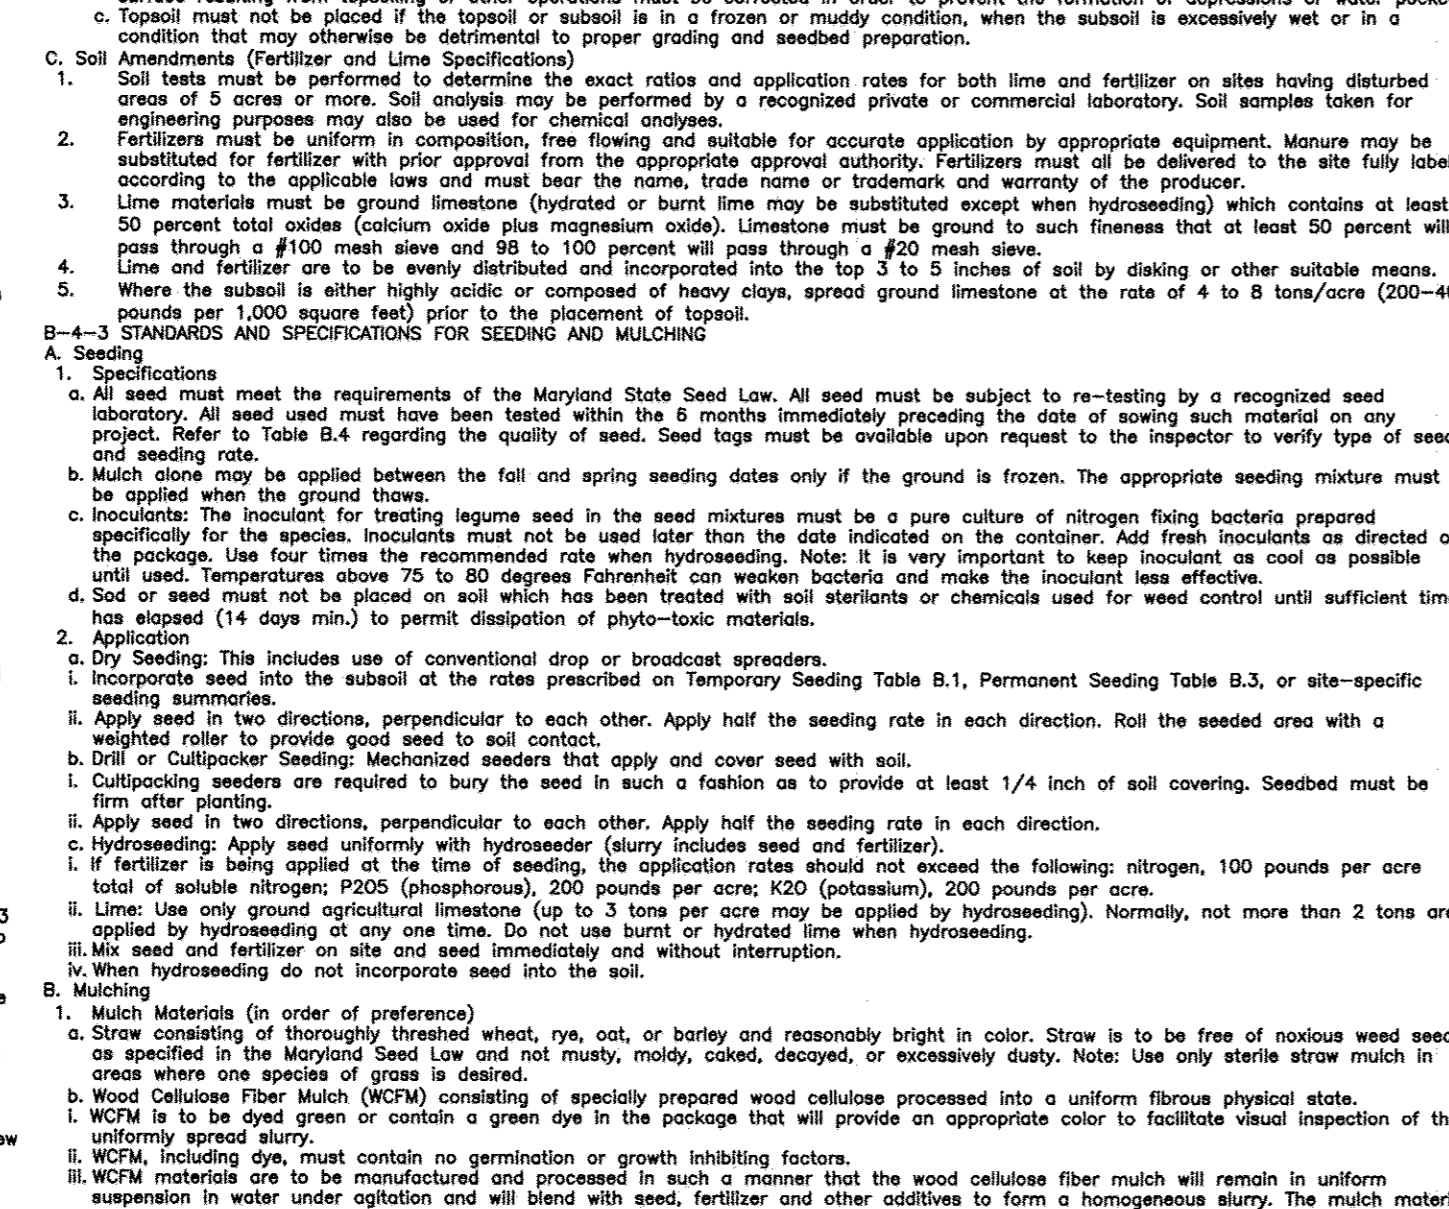 c. Topsoil must not be placed if the topsoil or subsoil is in a frozen or muddy condition, when the subsoil is excessively wet or in a
condition that may otherwise be detrimental to proper grading and seedbed preparation.
C. Soil Amendments (Fertilizer and Lime Specifications)
1. Soil tests must be performed to determine the exact ratios and application rates for both lime and fertilizer on sites having disturbed
areas of 5 acres or more. Soil analysis may be performed by a recognized private or commercial laboratory. Soil samples taken for
engineering purposes may also be used for chemical analyses.
2. Fertilizers must be uniform in composition, free flowing and suitable for accurate application by appropriate equipment. Manure may be
substituted for fertilizer with prior approval from the appropriate approval authority. Fertilizers must all be delivered to the site fully label
according to the applicable laws and must bear the name, trade name or trademark and warranty of the producer.
3. Lime materials must be ground limestone (hydrated or burnt lime may be substituted except when hydroseeding) which contains at least
50 percent total oxides (calcium oxide plus magnesium oxide). Limestone must be ground to such fineness that at least 50 percent will
pass through a #100 mesh sieve and 98 to 100 percent will pass through a #20 mesh sieve.
4. Lime and fertilizer are to be evenly distributed and incorporated into the top 3 to 5 inches of soil by disking or other suitable means.
5. Where the subsoil is either highly acidic or composed of heavy clays, spread ground limestone at the rate of 4 to 8 tons/acre (200-4
pounds per 1,000 square feet) prior to the placement of topsoil.
B-4-3 STANDARDS AND SPECIFICATIONS FOR SEEDING AND MULCHING
A. Seeding
1. Specifications
a. All seed must meet the requirements of the Maryland State Seed Law. All seed must be subject to re-testing by a recognized seed
laboratory. All seed used must have been tested within the 6 months immediately preceding the date of sowing such material on any
project. Refer to Table B.4 regarding the quality of seed. Seed tags must be available upon request to the inspector to verify type of seed
and seeding rate.
b. Mulch alone may be applied between the fall and spring seeding dates only if the ground is frozen. The appropriate seeding mixture must
be applied when the ground thaws.
c. Inoculants: The inoculant for treating legume seed in the seed mixtures must be a pure culture of nitrogen fixing bacteria prepared
specifically for the species. Inoculants must not be used later than the date indicated on the container. Add fresh inoculants as directed o
the package. Use four times the recommended rate when hydroseeding. Note: It is very important to keep inoculant as cool as possible
until used. Temperatures above 75 to 80 degrees Fahrenheit can weaken bacteria and make the inoculant less effective.
d. Sod or seed must not be placed on soil which has been treated with soil sterilants or chemicals used for weed control until sufficient tim
has elapsed (14 days min.) to permit dissipation of phyto-toxic materials.
2. Application
a. Dry Seeding: This includes use of conventional drop or broadcast spreaders.
i. Incorporate seed into the subsoil at the rates prescribed on Temporary Seeding Table B.1, Permanent Seeding Table B.3, or site-specific
seeding summaries.
ii. Apply seed in two directions, perpendicular to each other. Apply half the seeding rate in each direction. Roll the seeded area with a
weighted roller to provide good seed to soil contact.
b. Drill or Cultipacker Seeding: Mechanized seeders that apply and cover seed with soil.
i. Cultipacking seeders are required to bury the seed in such a fashion as to provide at least 1/4 inch of soil covering. Seedbed must be
firm after planting.
ii. Apply seed in two directions, perpendicular to each other. Apply half the seeding rate in each direction.
c. Hydroseeding: Apply seed uniformly with hydroseeder (slurry includes seed and fertilizer).
i. If fertilizer is being applied at the time of seeding, the application rates should not exceed the following: nitrogen, 100 pounds per acre
total of soluble nitrogen; P2O5 (phosphorous), 200 pounds per acre; K2O (potassium), 200 pounds per acre.
3
ii. Lime: Use only ground agricultural limestone (up to 3 tons per acre may be applied by hydroseeding). Normally, not more than 2 tons are
applied by hydroseeding at any one time. Do not use burnt or hydrated lime when hydroseeding.
iii. Mix seed and fertilizer on site and seed immediately and without interruption.
iv. When hydroseeding do not incorporate seed into the soil.
B. Mulching
1. Mulch Materials (in order of preference)
a. Straw consisting of thoroughly threshed wheat, rye, oat, or barley and reasonably bright in color. Straw is to be free of noxious weed seed
as specified in the Maryland Seed Law and not musty, moldy, caked, decayed, or excessively dusty. Note: Use only sterile straw mulch in
areas where one species of grass is desired.
b. Wood Cellulose Fiber Mulch (WCFM) consisting of specially prepared wood cellulose processed into a uniform fibrous physical state.
i. WCFM is to be dyed green or contain a green dye in the package that will provide an appropriate color to facilitate visual inspection of th
ew
uniformly spread slurry.
ii. WCFM, including dye, must contain no germination or growth inhibiting factors.
iii. WCFM materials are to be manufactured and processed in such a manner that the wood cellulose fiber mulch will remain in uniform
suspension in water under agitation and will blend with seed, fertilizer and other additives to form a homogeneous slurry. The mulch materi